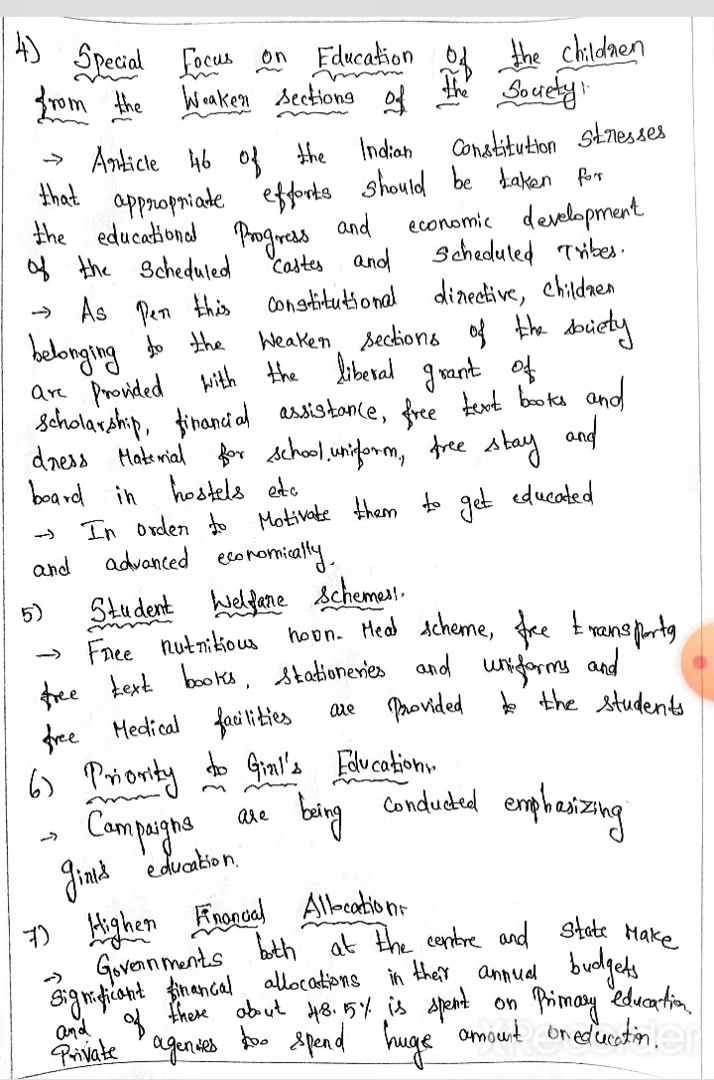 4) Special Focus on Education Of the children
from the Weaker Sections Of the Society:
→ Article 46 Of the Indian Constitution Stresses
that appropriate efforts should be taken for
the educational Progress and economic development
Of the Scheduled Castes and Scheduled Tribes.
→ As Per this constitutional directive, Children
belonging to the Weaker Sections of the society
are Provided With the liberal grant of
Scholarship, financial assistance, free text books and
dress Material for school.uniform, free stay and
board in hostels etc
→ In order to Motivate them to get educated
and advanced economically.
5) Student Welfare Schemes:
→ Free nutritious noon-Meal scheme, free transportg
free text books, stationeries and uniforms and
free Medical facilities are Provided to the students
6) Priority to Girl's Education:
→ Campaigns are being conducted emphasizing
girl's education.
7) Higher Financial Allocation:
→ Governments both at the centre and State Make
Significant financal allocations in their annual budgets
and of these about 48.5% is spent on Primary education.
Private agencies too spend huge amount oneducatin.
XRecorder